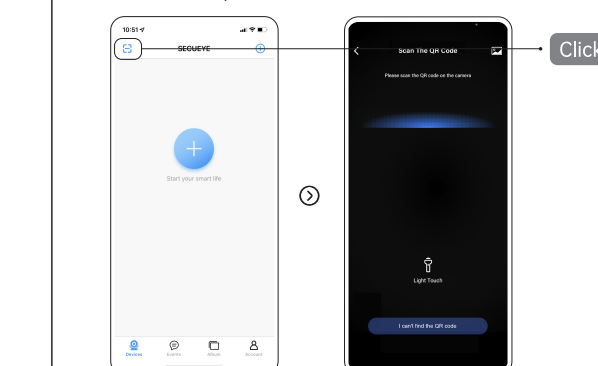 10:51
SECUEYE
Start your smart life
Devices
Events
Album
Account
Scan The QR Code
Please scan the QR code on the camera
Light Touch
I can't find the QR code
Click